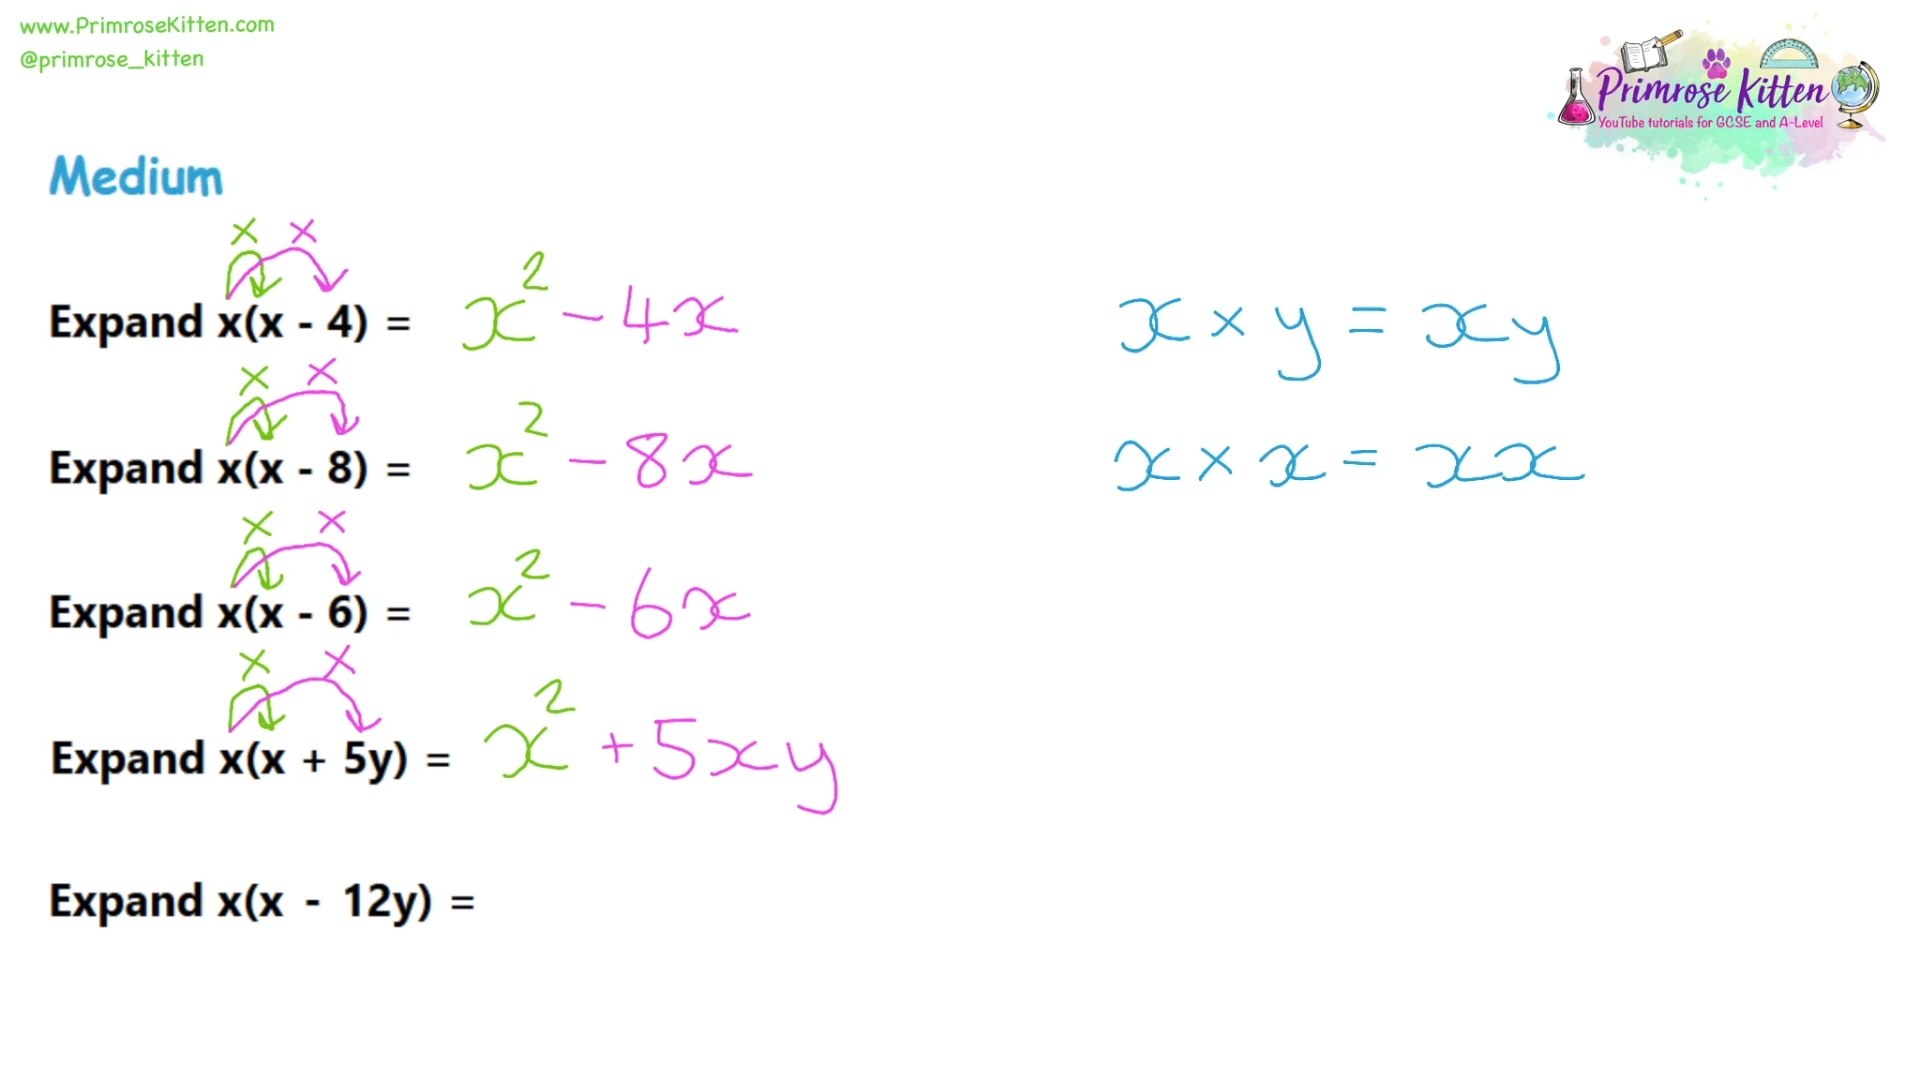 www.PrimroseKitten.com
@primrose_kitten
Primrose Kitten
YouTube tutorials for GCSE and A-Level
Medium
x x
Expand x(x - 4) = x² - 4x
x x
Expand x(x - 8) = x² - 8x
x x
Expand x(x - 6) = x² - 6x
x x
Expand x(x + 5y) = x² + 5xy
Expand x(x - 12y) =
x × y = xy
x × x = xx